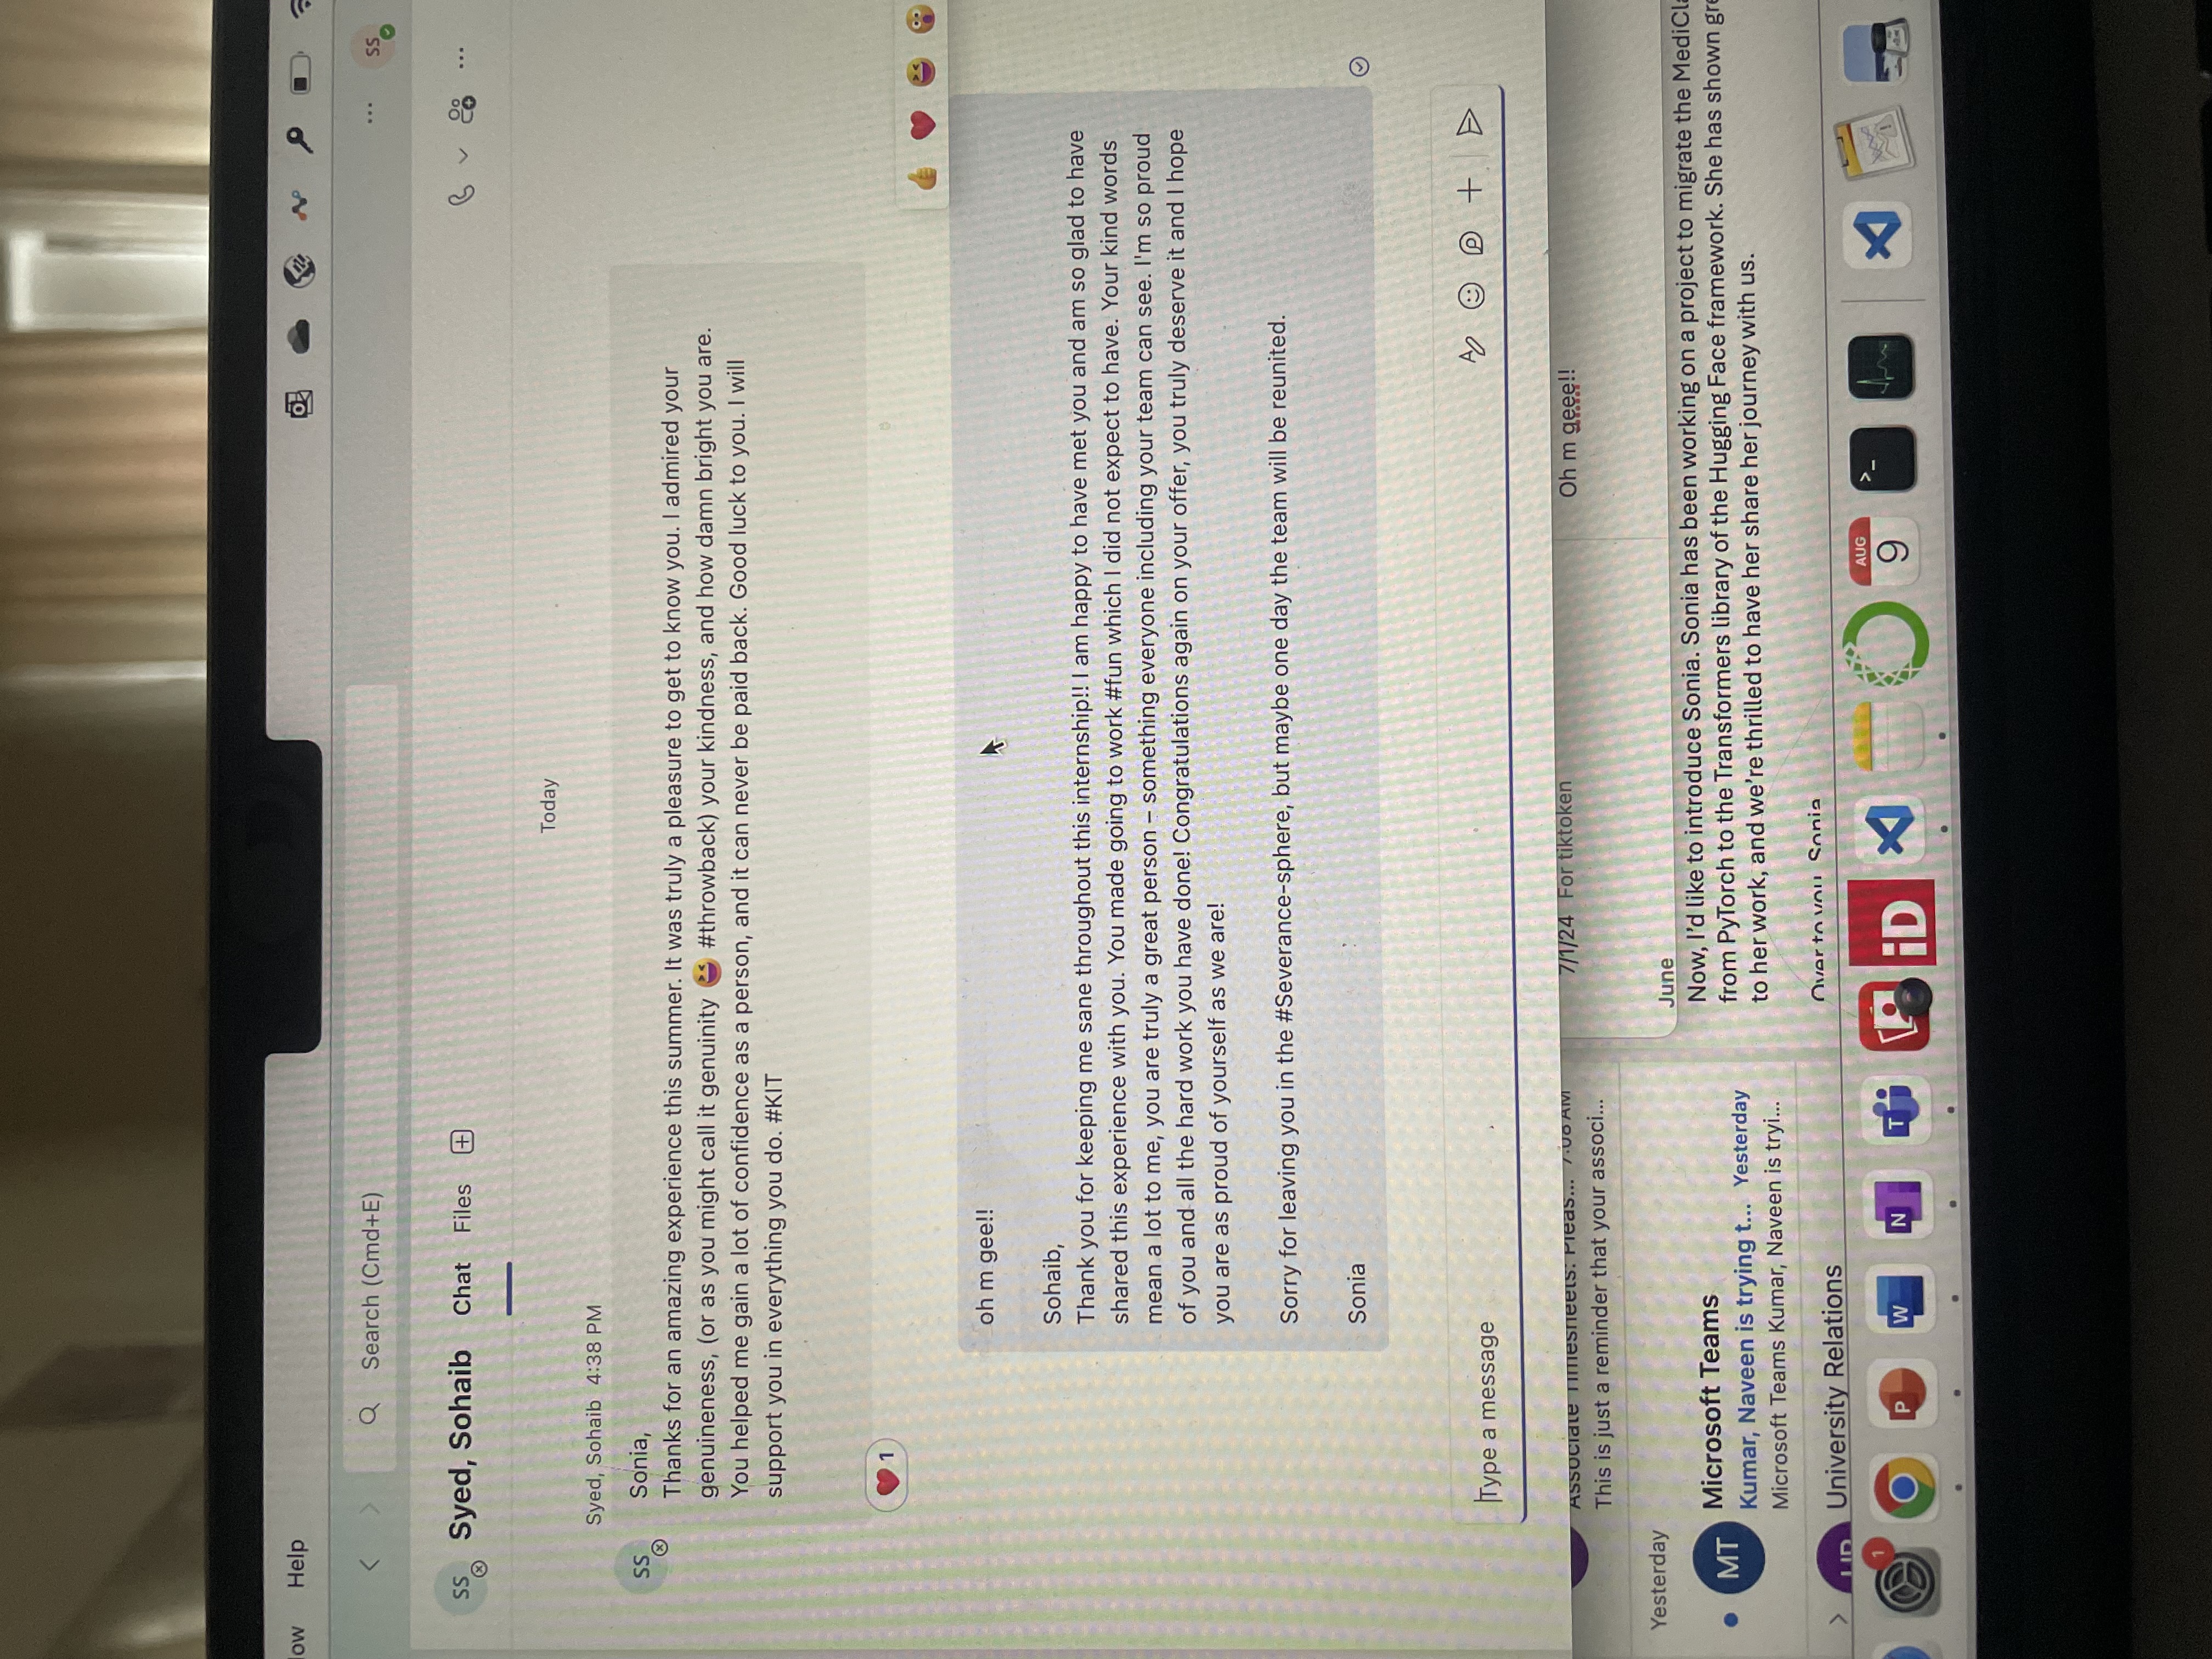 Help
Search (Cmd+E)
SS
SS
Syed, Sohaib
Chat
Files
Today
Syed, Sohaib 4:38 PM
SS
Sonia,
Thanks for an amazing experience this summer. It was truly a pleasure to get to know you. I admired your
genuineness, (or as you might call it genuinity 😆 #throwback) your kindness, and how damn bright you are.
You helped me gain a lot of confidence as a person, and it can never be paid back. Good luck to you. I will
support you in everything you do. #KIT
❤️ 1
oh m gee!!
Sohaib,
Thank you for keeping me sane throughout this internship!! I am happy to have met you and am so glad to have
shared this experience with you. You made going to work #fun which I did not expect to have. Your kind words
mean a lot to me, you are truly a great person – something everyone including your team can see. I'm so proud
of you and all the hard work you have done! Congratulations again on your offer, you truly deserve it and I hope
you are as proud of yourself as we are!
Sorry for leaving you in the #Severance-sphere, but maybe one day the team will be reunited.
Sonia
Type a message
Associate Timesheets: Pleas... 7:08 AM
This is just a reminder that your associ...
7/1/24 For tiktoken
Oh m geee!!
Yesterday
MT
Microsoft Teams
Kumar, Naveen is trying t... Yesterday
Microsoft Teams Kumar, Naveen is tryi...
University Relations
June
Now, I'd like to introduce Sonia. Sonia has been working on a project to migrate the
from PyTorch to the Transformers library of the Hugging Face framework. She has shown
to her work, and we're thrilled to have her share her journey with us.
Over to you, Sonia
1
P
W
N
T
iD
AUG
9
>_